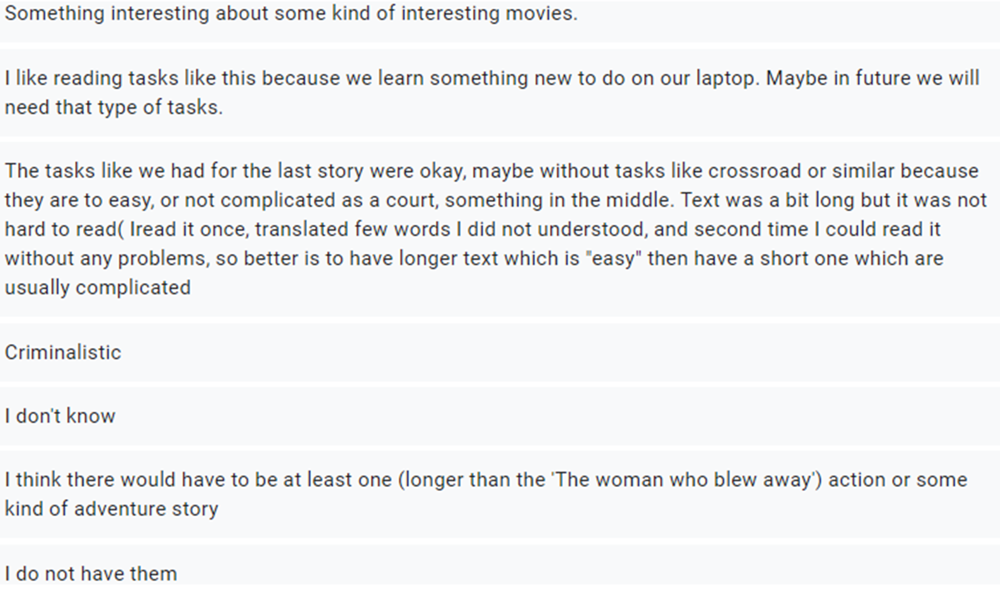 Something interesting about some kind of interesting movies.
I like reading tasks like this because we learn something new to do on our laptop. Maybe in future we will
need that type of tasks.
The tasks like we had for the last story were okay, maybe without tasks like crossroad or similar because
they are to easy, or not complicated as a court, something in the middle. Text was a bit long but it was not
hard to read( Iread it once, translated few words I did not understood, and second time I could read it
without any problems, so better is to have longer text which is "easy" then have a short one which are
usually complicated
Criminalistic
I don't know
I think there would have to be at least one (longer than the 'The woman who blew away') action or some
kind of adventure story
I do not have them